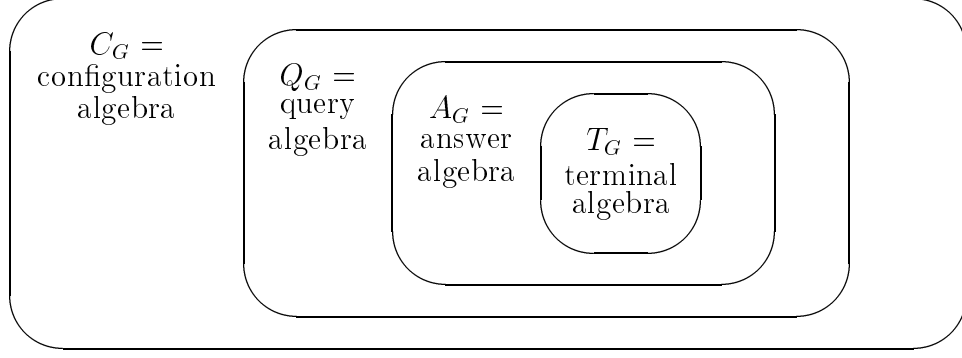 C_G =
configuration
algebra
Q_G =
query
algebra
A_G =
answer
algebra
T_G =
terminal
algebra